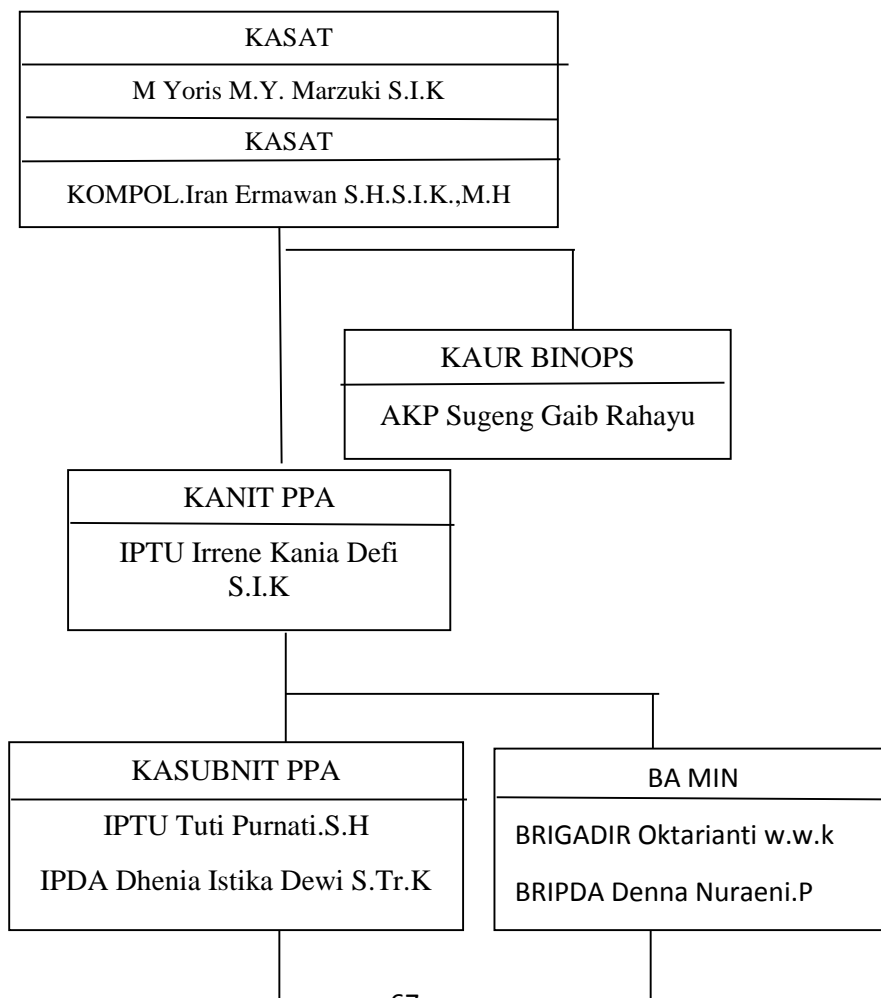 KASAT
M Yoris M.Y. Marzuki S.I.K
KASAT
KOMPOL.Iran Ermawan S.H.S.I.K.,M.H
KAUR BINOPS
AKP Sugeng Gaib Rahayu
KANIT PPA
IPTU Irrene Kania Defi
S.I.K
KASUBNIT PPA
IPTU Tuti Purnati.S.H
IPDA Dhenia Istika Dewi S.Tr.K
BA MIN
BRIGADIR Oktarianti w.w.k
BRIPDA Denna Nuraeni.P